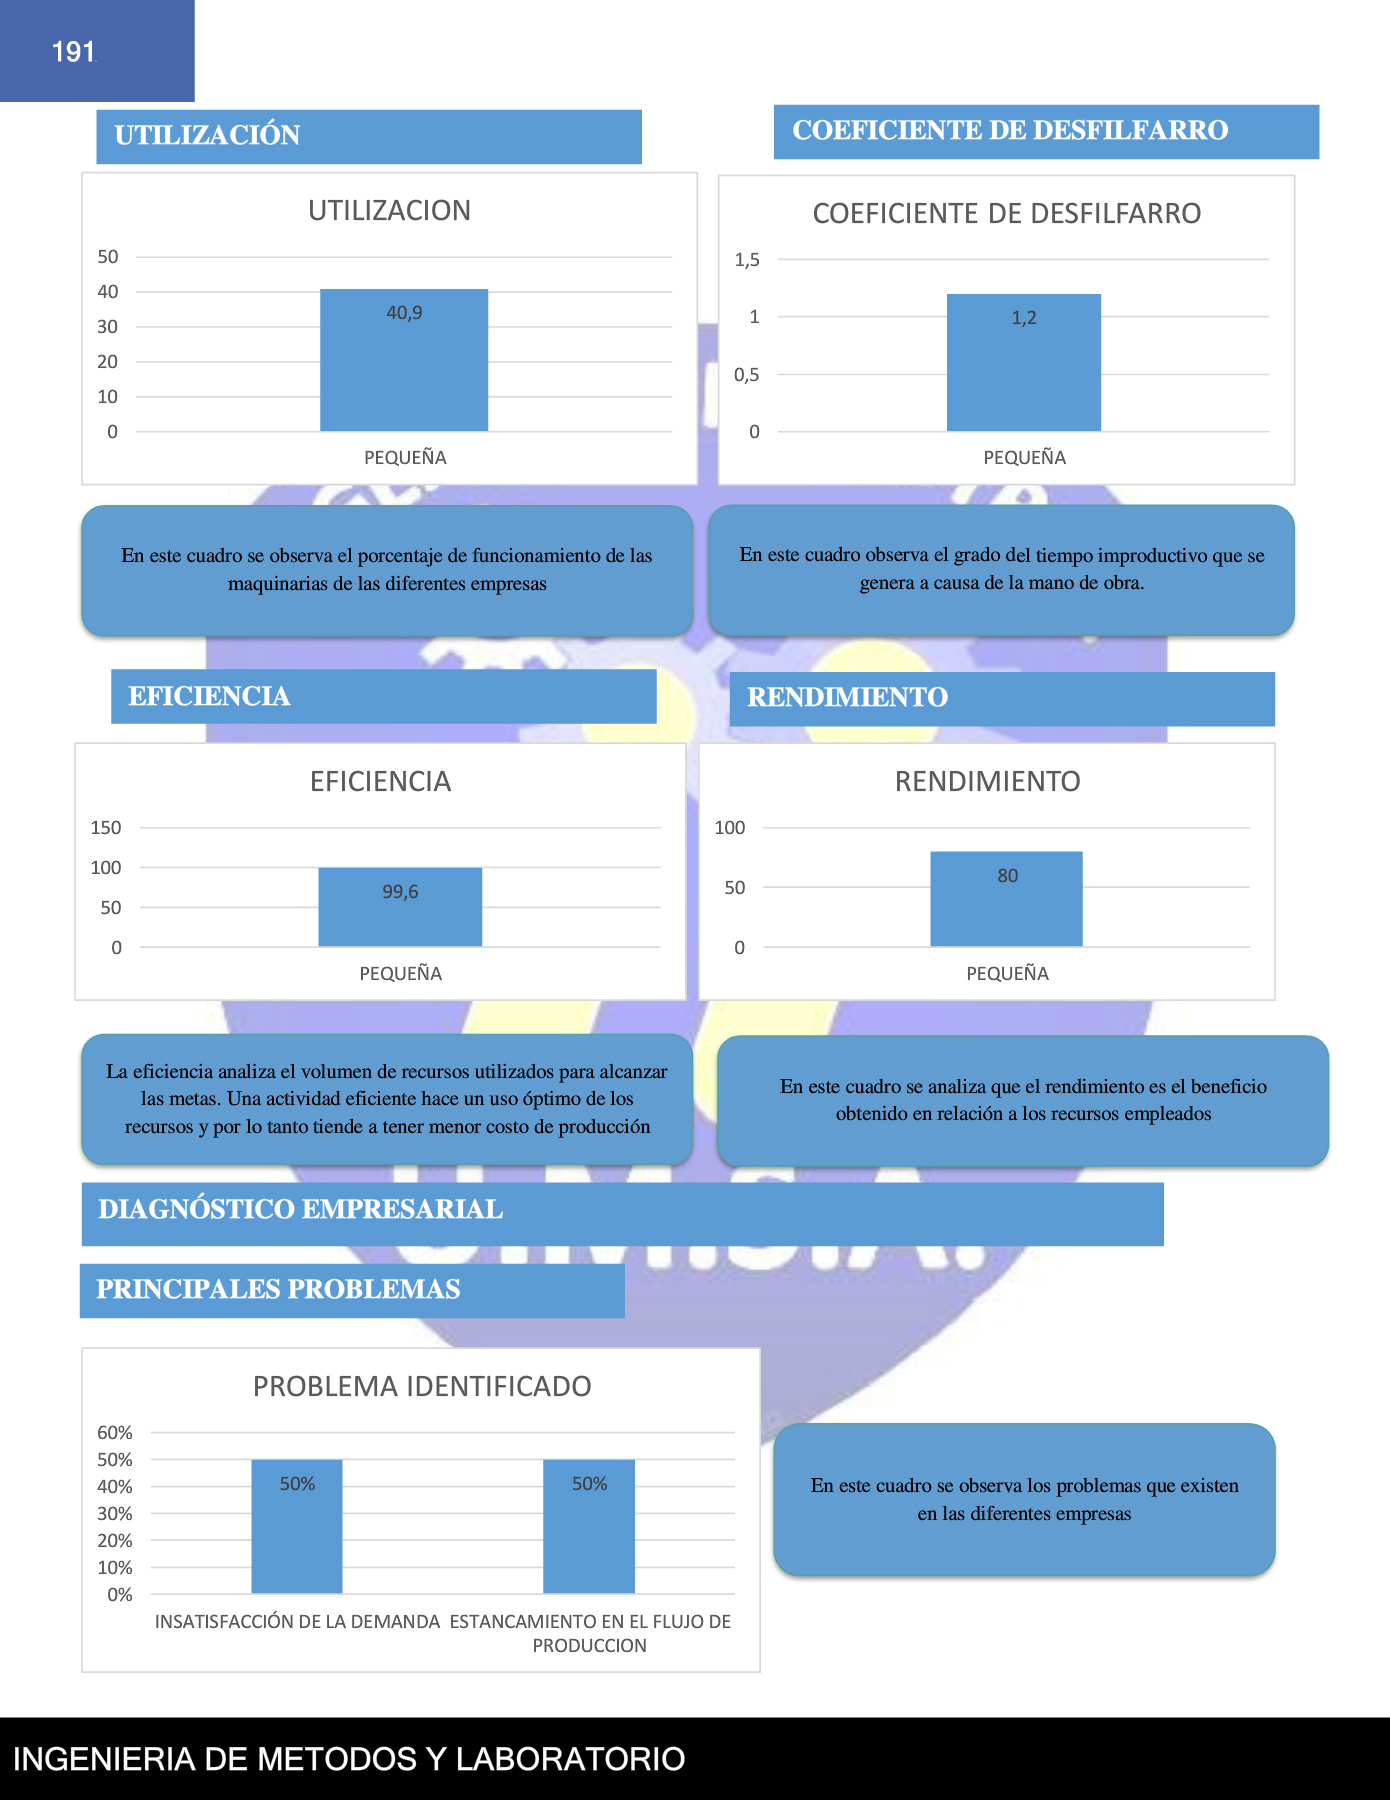 191
UTILIZACIÓN
COEFICIENTE DE DESFILFARRO
UTILIZACION
50
40
30
20
10
0
40,9
PEQUEÑA
COEFICIENTE DE DESFILFARRO
1,5
1
0,5
0
1,2
PEQUEÑA
En este cuadro se observa el porcentaje de funcionamiento de las
maquinarias de las diferentes empresas
En este cuadro observa el grado del tiempo improductivo que se
genera a causa de la mano de obra.
EFICIENCIA
RENDIMIENTO
EFICIENCIA
150
100
50
0
99,6
PEQUEÑA
RENDIMIENTO
100
50
0
80
PEQUEÑA
La eficiencia analiza el volumen de recursos utilizados para alcanzar
las metas. Una actividad eficiente hace un uso óptimo de los
recursos y por lo tanto tiende a tener menor costo de producción
En este cuadro se analiza que el rendimiento es el beneficio
obtenido en relación a los recursos empleados
DIAGNÓSTICO EMPRESARIAL
U.M.S.A.
PRINCIPALES PROBLEMAS
PROBLEMA IDENTIFICADO
60%
50%
40%
30%
20%
10%
0%
50%
50%
INSATISFACCIÓN DE LA DEMANDA
ESTANCAMIENTO EN EL FLUJO DE
PRODUCCION
En este cuadro se observa los problemas que existen
en las diferentes empresas
INGENIERIA DE METODOS Y LABORATORIO